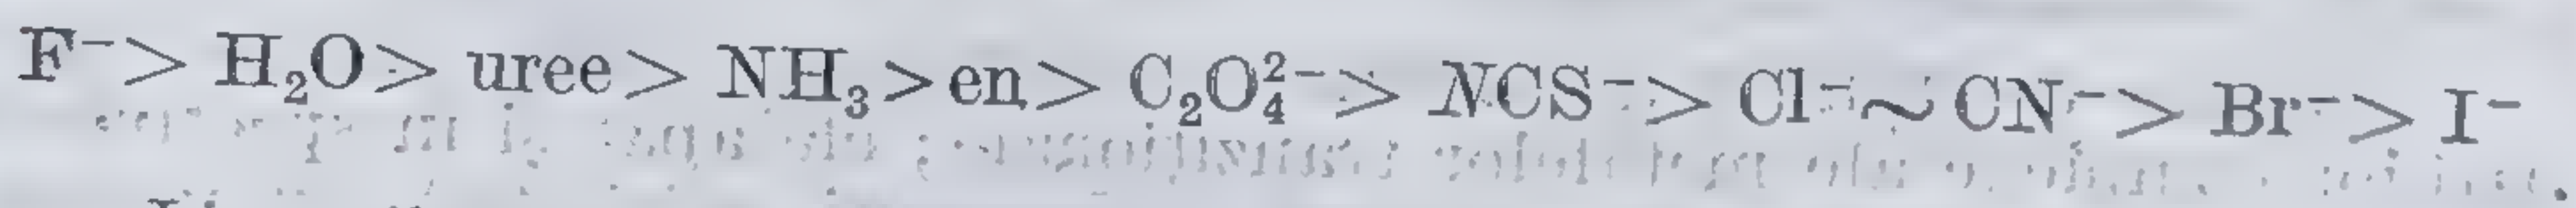 F⁻ > H₂O > uree > NH₃ > en > C₂O₄²⁻ > NCS⁻ > Cl⁻ ~ CN⁻ > Br⁻ > I⁻